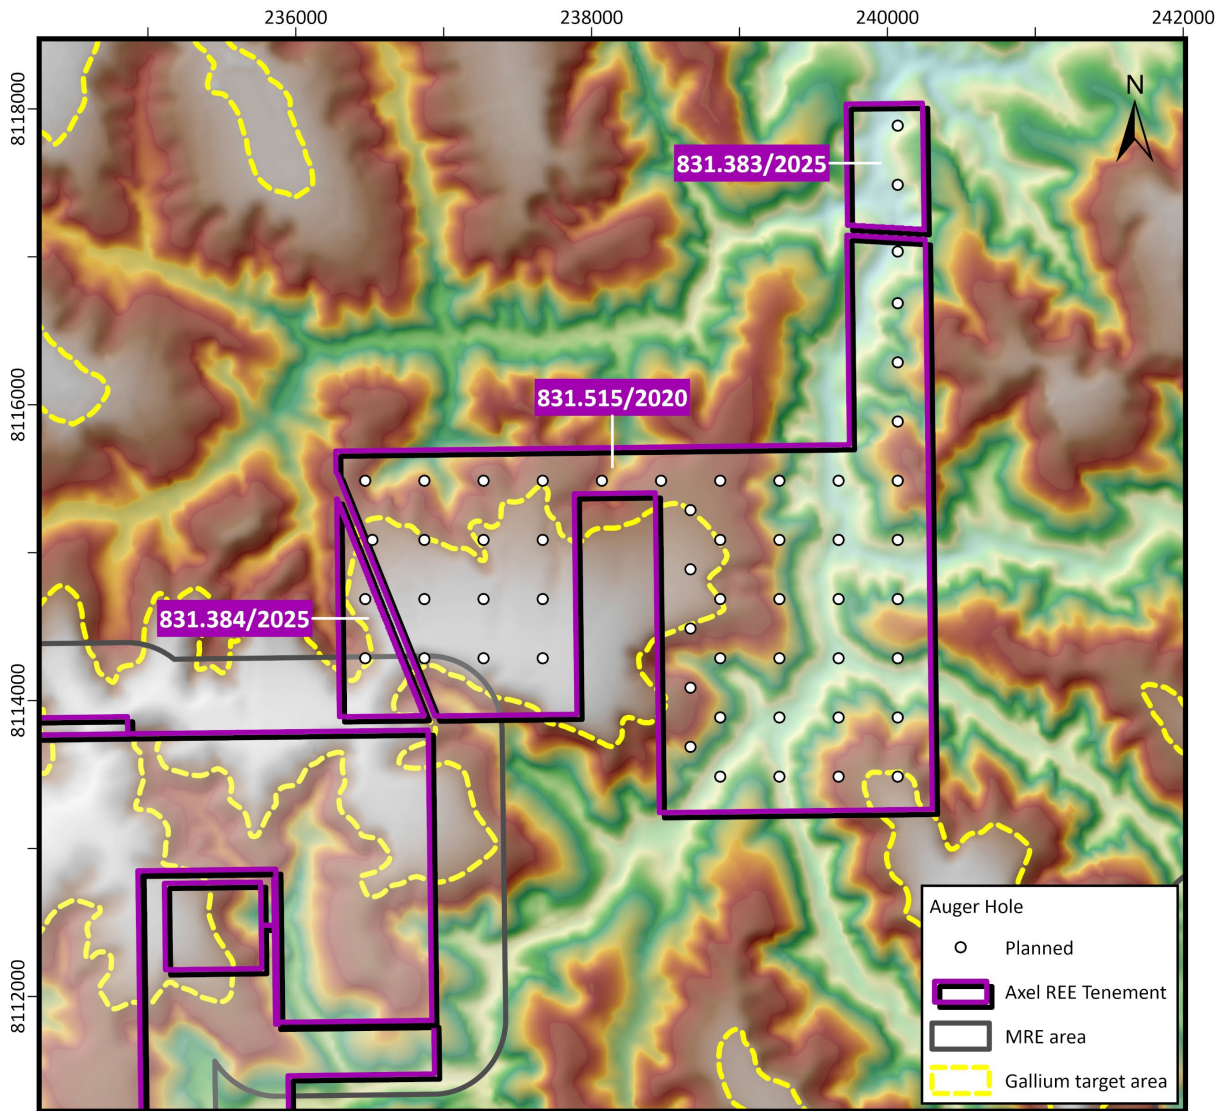 236000 238000 240000 242000
8118000
8116000
8114000
8112000
N
831.383/2025
831.515/2020
831.384/2025
Auger Hole
Planned
Axel REE Tenement
MRE area
Gallium target area